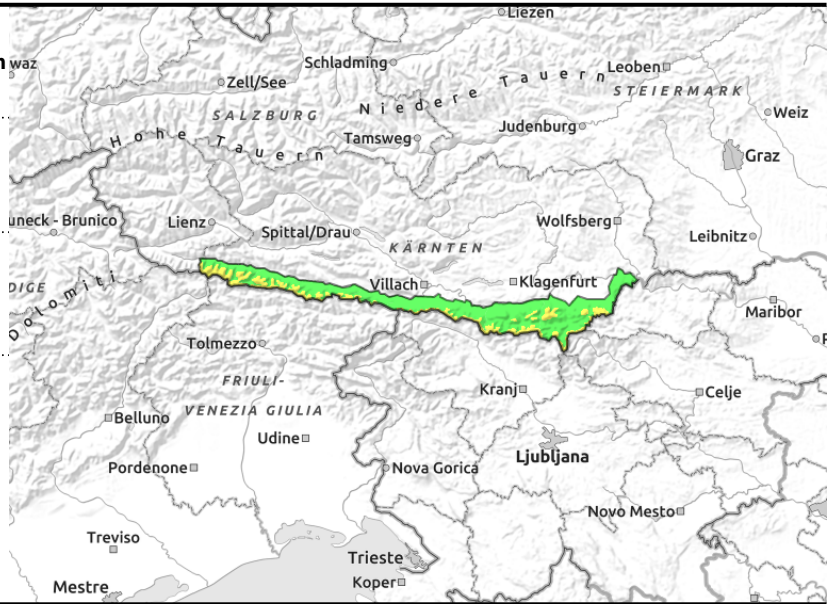 Liezen
waz
Schladming
Leoben
Zell/See
Niedere Tauern
STEIERMARK
SALZBURG
Weiz
Hohe Tauern
Tamsweg
Judenburg
Graz
uneck - Brunico
Lienz
Wolfsberg
Spittal/Drau
KÄRNTEN
Leibnitz
DIGE
Dolomiti
Villach
Klagenfurt
Maribor
Tolmezzo
FRIULI-
VENEZIA GIULIA
Kranj
Celje
Belluno
Udine
Ljubljana
Pordenone
Nova Gorica
Novo Mesto
Treviso
Trieste
Koper
Mestre